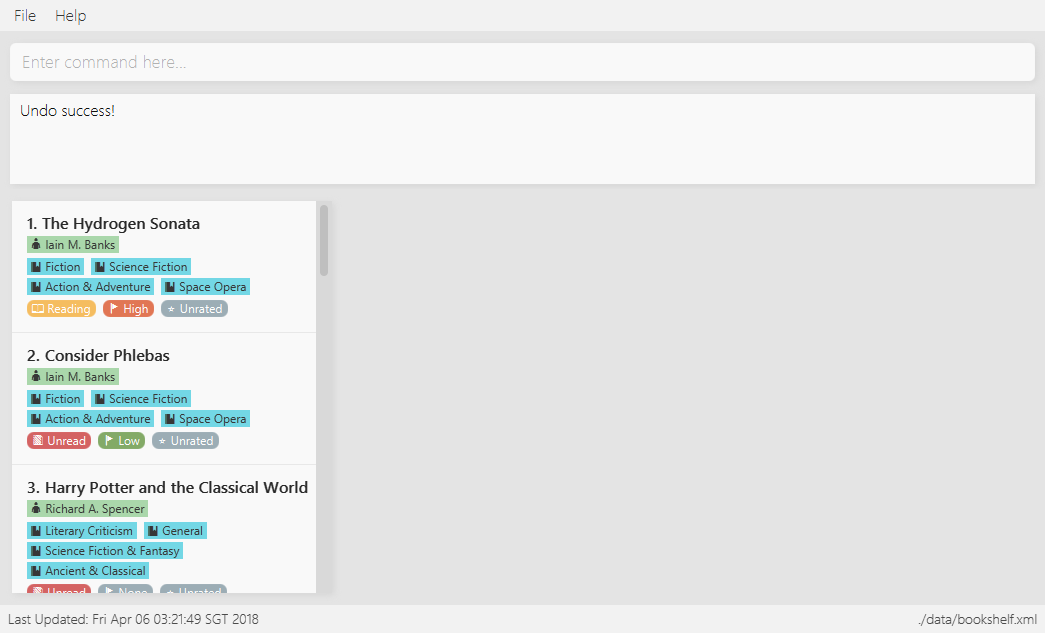 File Help
Enter command here...
Undo success!
1. The Hydrogen Sonata
Iain M. Banks
Fiction Science Fiction
Action & Adventure Space Opera
Reading High Unrated
2. Consider Phlebas
Iain M. Banks
Fiction Science Fiction
Action & Adventure Space Opera
Unread Low Unrated
3. Harry Potter and the Classical World
Richard A. Spencer
Literary Criticism General
Science Fiction & Fantasy
Ancient & Classical
Unread None Unrated
Last Updated: Fri Apr 06 03:21:49 SGT 2018 ./data/bookshelf.xml